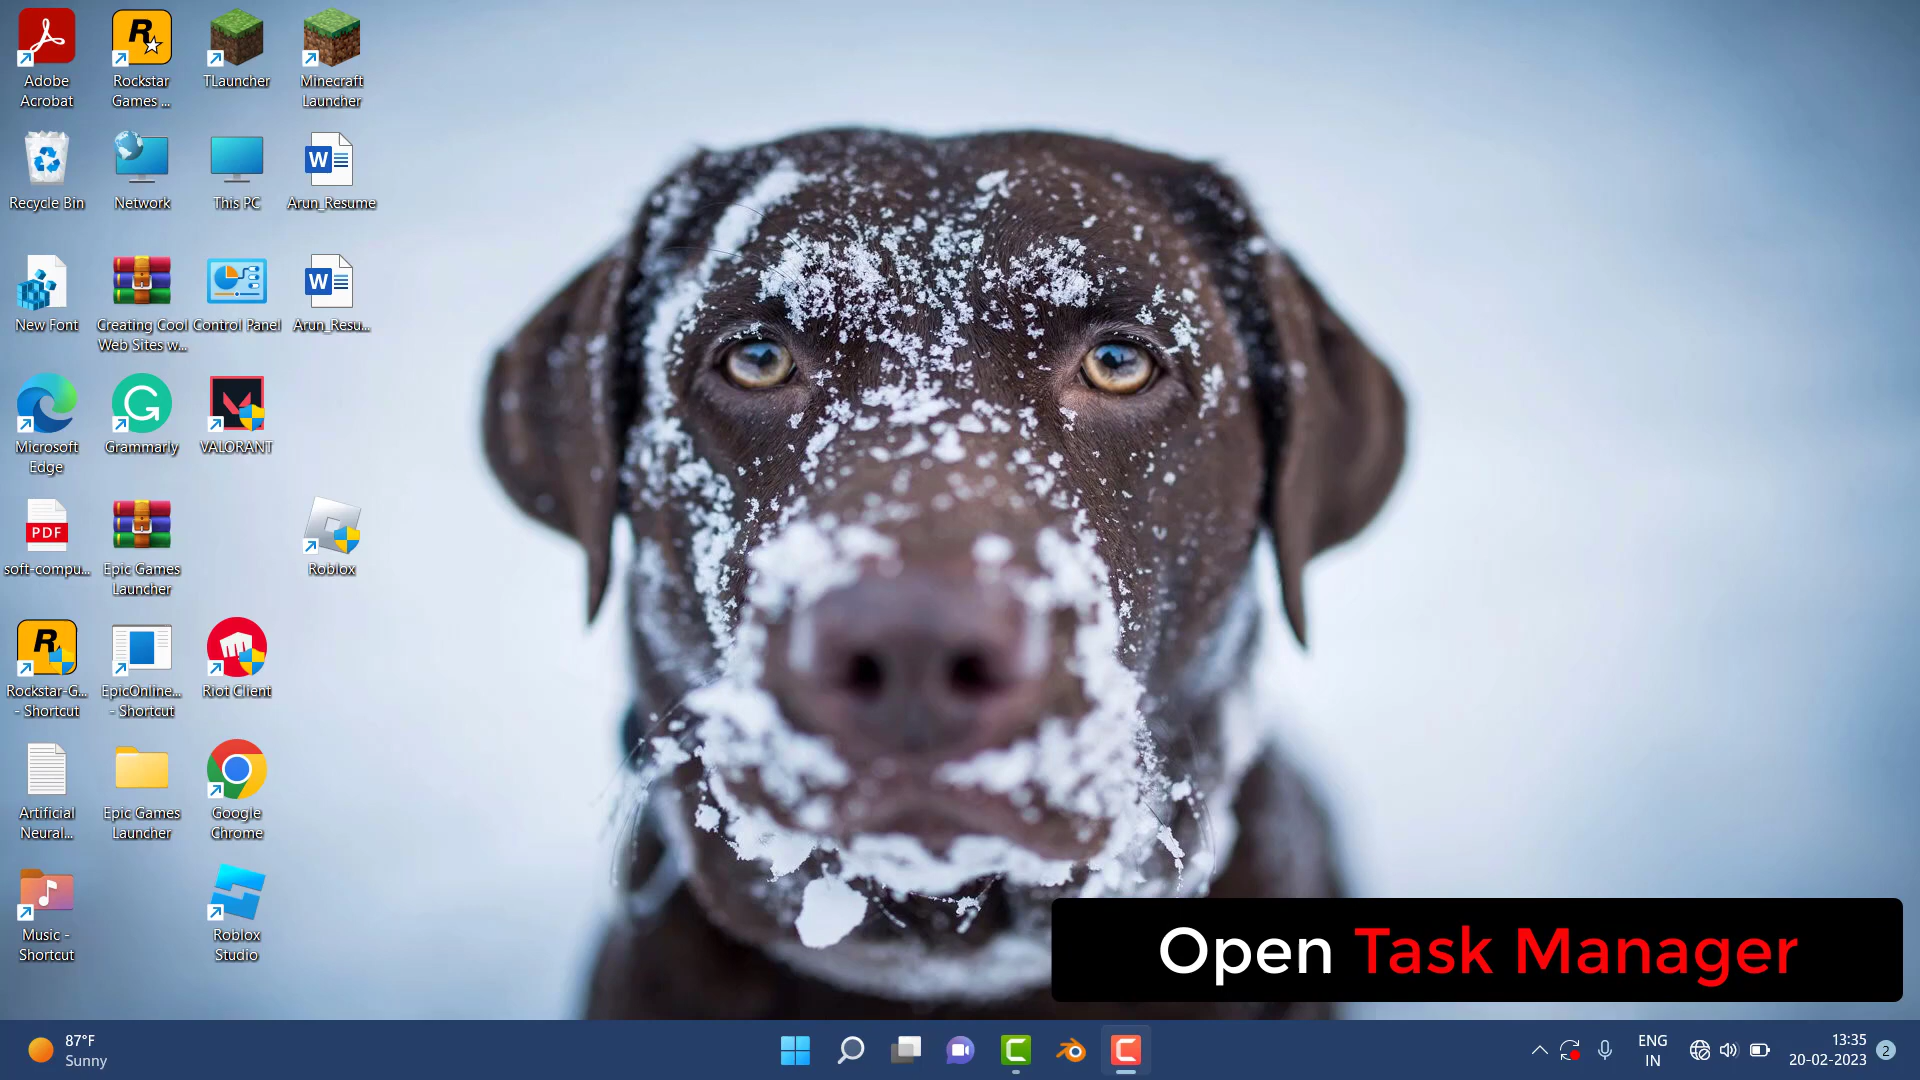 Adobe
Acrobat
Rockstar
Games ...
TLauncher
Minecraft
Launcher
Recycle Bin
Network
This PC
Arun_Resume
New Font
Creating Cool
Web Sites w...
Control Panel
Arun_Resu...
Microsoft
Edge
Grammarly
VALORANT
PDF
soft-compu...
Epic Games
Launcher
Roblox
Rockstar-G...
- Shortcut
EpicOnline...
- Shortcut
Riot Client
Artificial
Neural...
Epic Games
Launcher
Google
Chrome
Music -
Shortcut
Roblox
Studio
Open Task Manager
87°F
Sunny
ENG
IN
13:35
20-02-2023
2